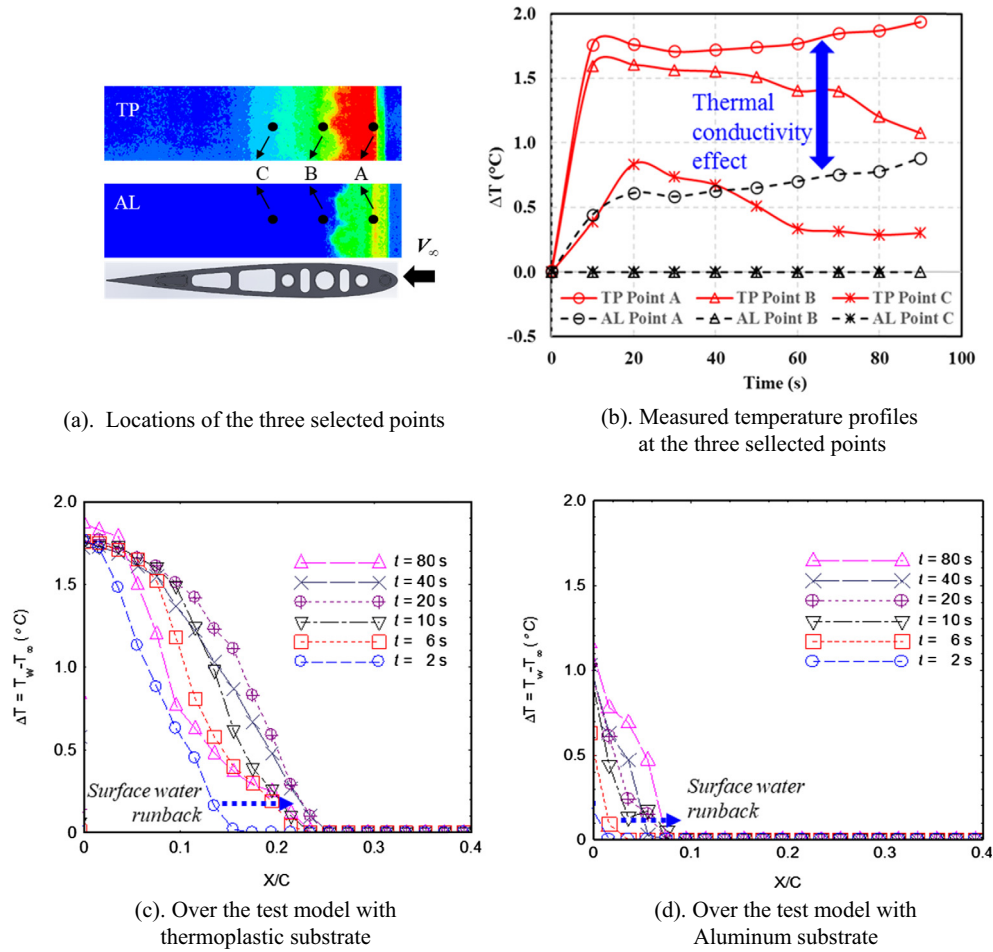 TP
C B A
AL
V∞
(a). Locations of the three selected points
2.0
1.5
1.0
0.5
0.0
-0.5
ΔT (°C)
Thermal
conductivity
effect
TP Point A TP Point B TP Point C
AL Point A AL Point B AL Point C
0 20 40 60 80 100
Time (s)
(b). Measured temperature profiles
at the three sellected points
2.0
1.5
1.0
0.5
0
ΔT = Tw-T∞ (°C)
t = 80 s
t = 40 s
t = 20 s
t = 10 s
t = 6 s
t = 2 s
Surface water
runback
0 0.1 0.2 0.3 0.4
X/C
(c). Over the test model with
thermoplastic substrate
2.0
1.5
1.0
0.5
0
ΔT = Tw-T∞ (°C)
t = 80 s
t = 40 s
t = 20 s
t = 10 s
t = 6 s
t = 2 s
Surface water
runback
0 0.1 0.2 0.3 0.4
X/C
(d). Over the test model with
Aluminum substrate